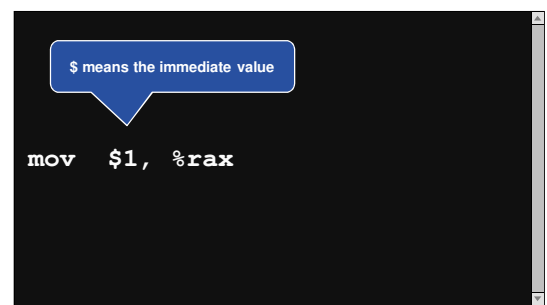 $ means the immediate value
mov $1, %rax